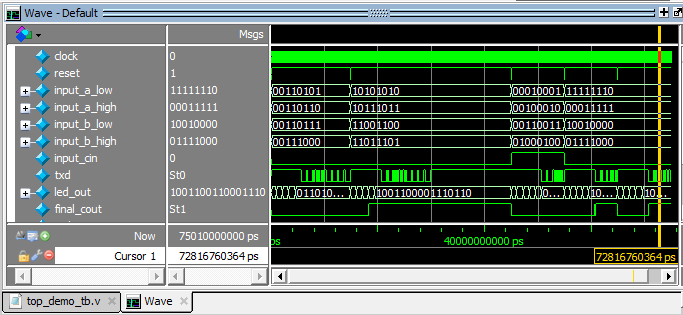 Wave - Default
Msgs
clock 0
reset 1
input_a_low 11111110 00110101 10101010 00010001 11111110
input_a_high 00011111 00110110 10111011 00100010 00011111
input_b_low 10010000 00110111 11001100 00110011 10010000
input_b_high 01111000 00111000 11011101 01000100 01111000
input_cin 0
txd St0
led_out 1001100110001110 011010... 1001100001110110 0... 10... 10...
final_cout St1
Now 75010000000 ps ps 40000000000 ps
Cursor 1 72816760364 ps 72816760364 ps
top_demo_tb.v Wave